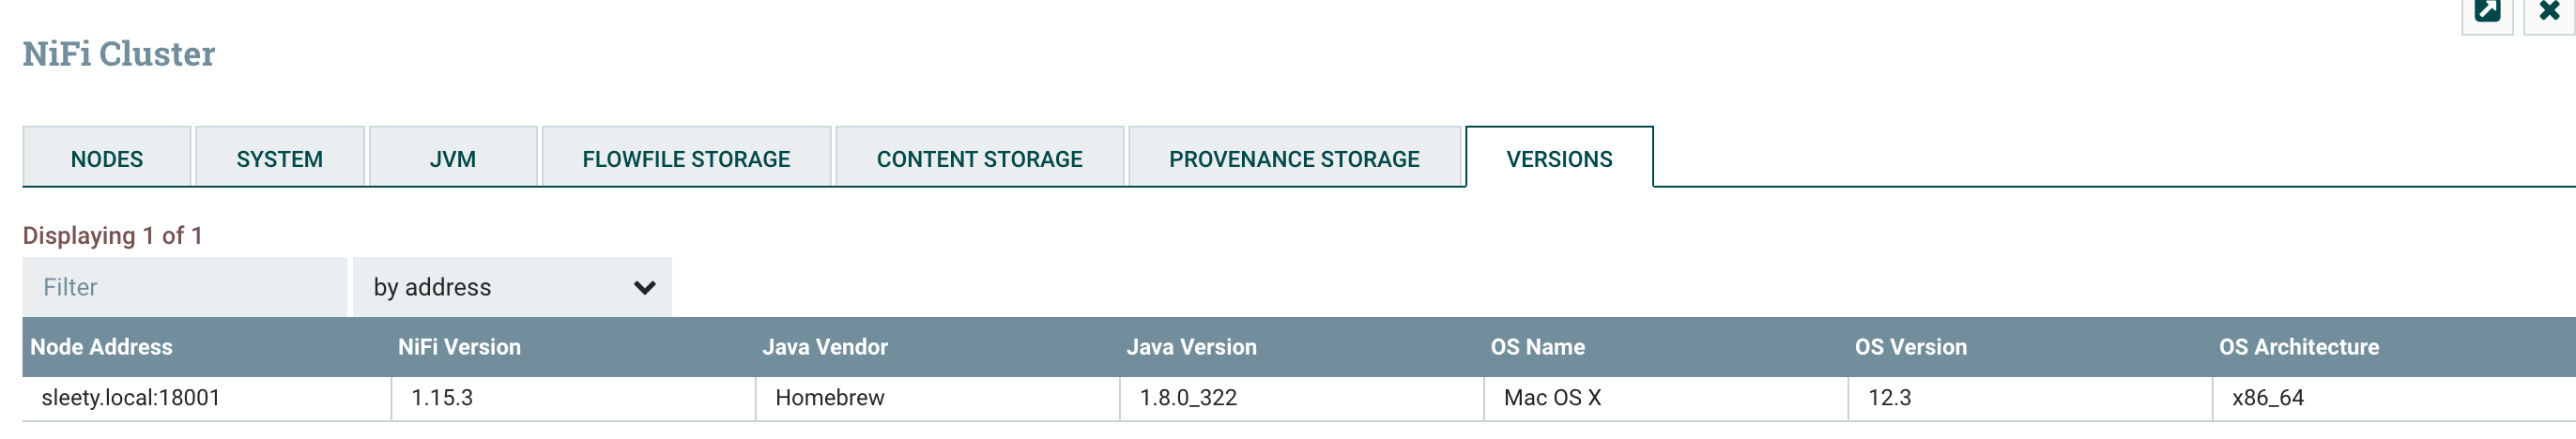 NiFi Cluster
NODES SYSTEM JVM FLOWFILE STORAGE CONTENT STORAGE PROVENANCE STORAGE VERSIONS
Displaying 1 of 1
Filter by address
Node Address NiFi Version Java Vendor Java Version OS Name OS Version OS Architecture
sleety.local:18001 1.15.3 Homebrew 1.8.0_322 Mac OS X 12.3 x86_64